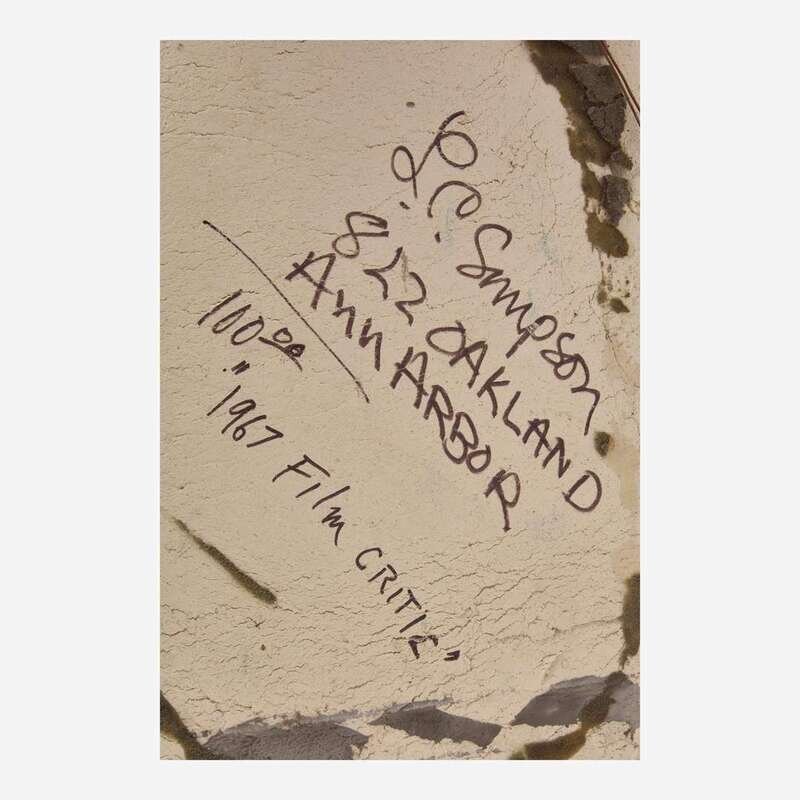 L.C. Simpson
822 OAKLAND
Ann ARBOR
100.00
"1967 Film CRITIC"